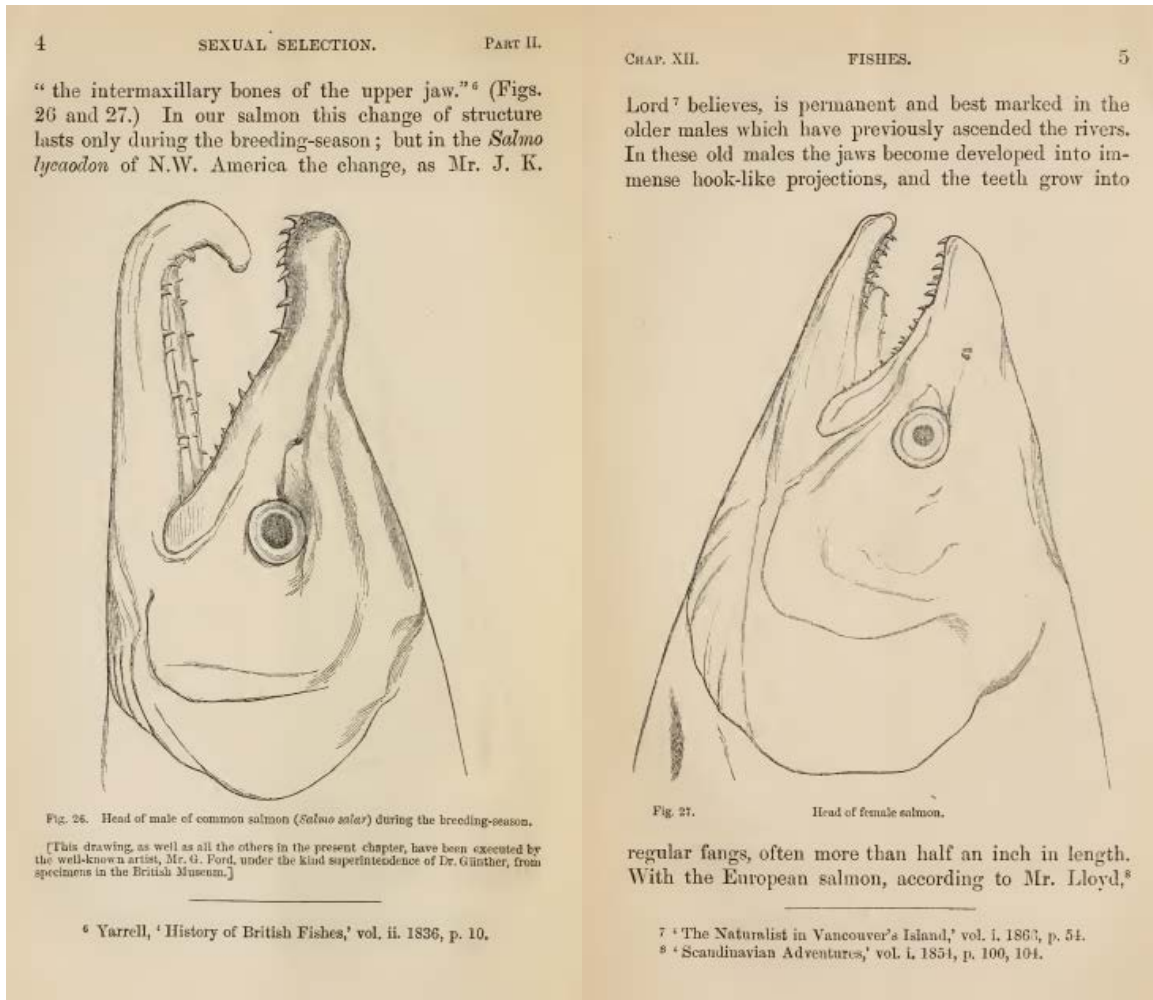 4 SEXUAL SELECTION. PART II.
“ the intermaxillary bones of the upper jaw.” ⁶ (Figs.
26 and 27.) In our salmon this change of structure
lasts only during the breeding-season ; but in the Salmo
lycaodon of N.W. America the change, as Mr. J. K.
Fig. 26. Head of male of common salmon (Salmo salar) during the breeding-season.
[This drawing, as well as all the others in the present chapter, have been executed by
the well-known artist, Mr. G. Ford, under the kind superintendence of Dr. Günther, from
specimens in the British Museum.]
⁶ Yarrell, ‘ History of British Fishes,’ vol. ii. 1836, p. 10.
CHAP. XII. FISHES. 5
Lord ⁷ believes, is permanent and best marked in the
older males which have previously ascended the rivers.
In these old males the jaws become developed into im-
mense hook-like projections, and the teeth grow into
Fig. 27. Head of female salmon.
regular fangs, often more than half an inch in length.
With the European salmon, according to Mr. Lloyd,⁸
⁷ ‘ The Naturalist in Vancouver’s Island,’ vol. i. p. 54.
⁸ ‘ Scandinavian Adventures,’ vol. i. 1854, p. 100, 104.